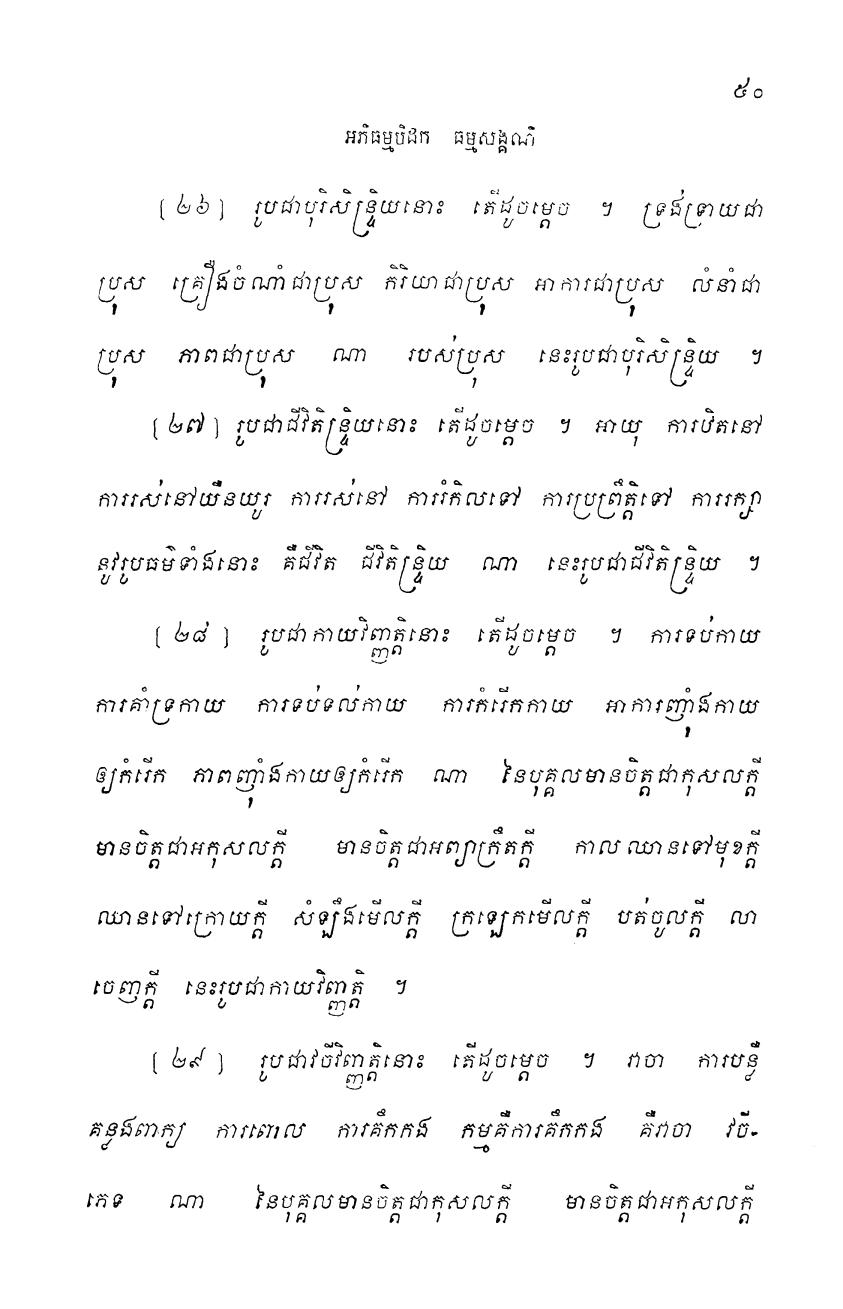 ៥០
អភិធម្មបិដក ធម្មសង្គណី
[ ២៦ ] រូបជាបុរិសិន្ទ្រិយនោះ តើដូចម្តេច ។ ទ្រង់ទ្រាយជា
ប្រុស គ្រឿងចំណាំជាប្រុស កិរិយាជាប្រុស អាការជាប្រុស លំនាំជា
ប្រុស ភាពជាប្រុស ណា របស់ប្រុស នេះរូបជាបុរិសិន្ទ្រិយ ។
[ ២៧ ] រូបជាជីវិតិន្ទ្រិយនោះ តើដូចម្តេច ។ អាយុ ការឋិតនៅ
ការរស់នៅយឺនយូរ ការរស់នៅ ការរំកិលទៅ ការប្រព្រឹត្តិទៅ ការរក្សា
នូវរូបធម៌ទាំងនោះ គឺជីវិត ជីវិតិន្ទ្រិយ ណា នេះរូបជាជីវិតិន្ទ្រិយ ។
[ ២៨ ] រូបជាកាយវិញ្ញត្តិនោះ តើដូចម្តេច ។ ការទប់កាយ
ការគាំទ្រកាយ ការទប់ទល់កាយ ការកំរើកកាយ អាការញ៉ាំងកាយ
ឲ្យកំរើក ភាពញ៉ាំងកាយឲ្យកំរើក ណា នៃបុគ្គលមានចិត្តជាកុសលក្តី
មានចិត្តជាអកុសលក្តី មានចិត្តជាអព្យាក្រឹតក្តី កាលឈានទៅមុខក្តី
ឈានទៅក្រោយក្តី សំឡឹងមើលក្តី ក្រឡេកមើលក្តី បត់ចូលក្តី លា
ចេញក្តី នេះរូបជាកាយវិញ្ញត្តិ ។
[ ២៩ ] រូបជាវចីវិញ្ញត្តិនោះ តើដូចម្តេច ។ វាចា ការបន្លឺ
គន្លងពាក្យ ការពោល ការគឹកកង កម្មគឺការគឹកកង គឺវាចា វចី-
ភេទ ណា នៃបុគ្គលមានចិត្តជាកុសលក្តី មានចិត្តជាអកុសលក្តី